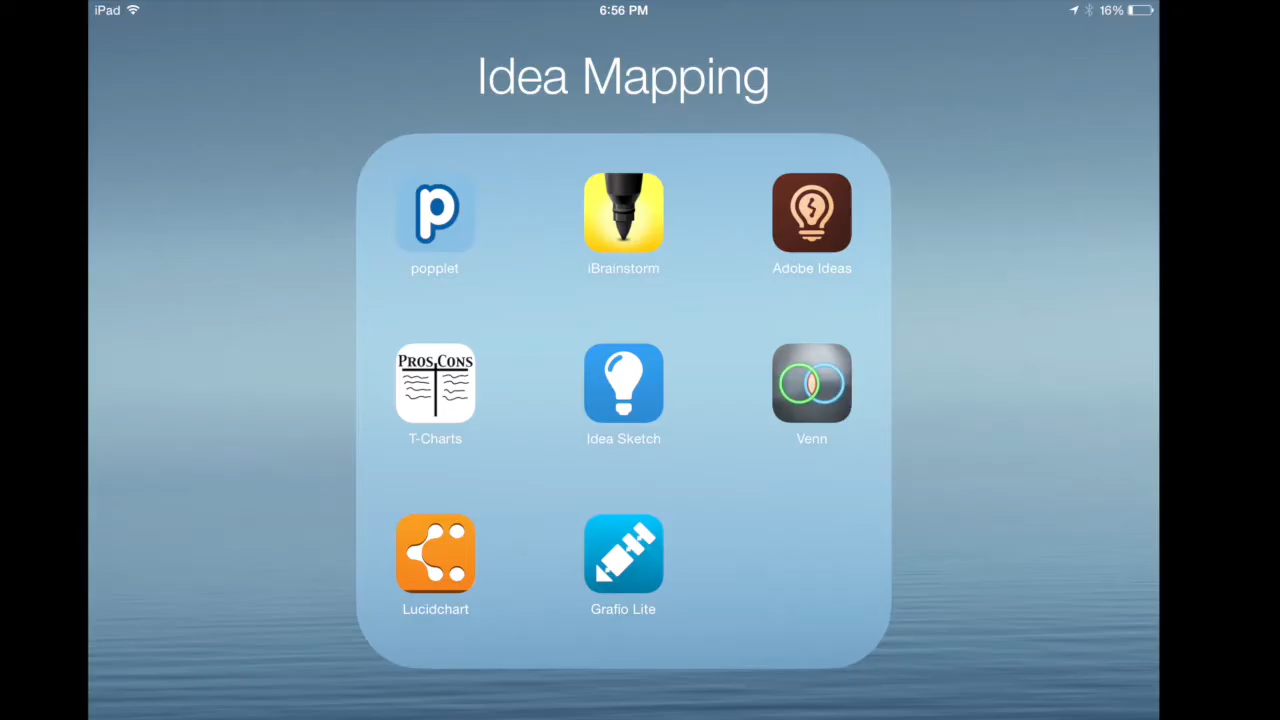 iPad 6:56 PM 16%
Idea Mapping
popplet iBrainstorm Adobe Ideas
PROS CONS
T-Charts Idea Sketch Venn
Lucidchart Grafio Lite